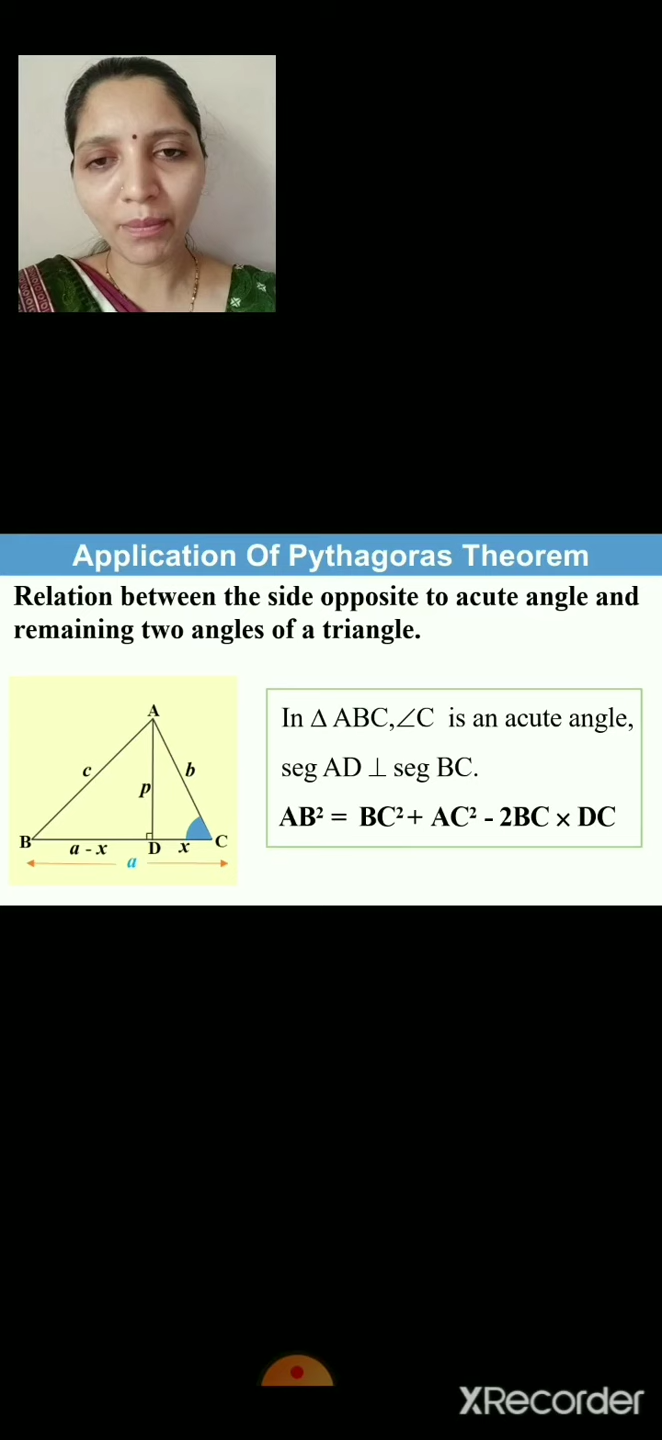 Application Of Pythagoras Theorem
Relation between the side opposite to acute angle and
remaining two angles of a triangle.
A
c
b
p
B
a - x
D
x
C
a
In Δ ABC,∠C is an acute angle,
seg AD ⊥ seg BC.
AB² = BC²+ AC² - 2BC × DC
XRecorder